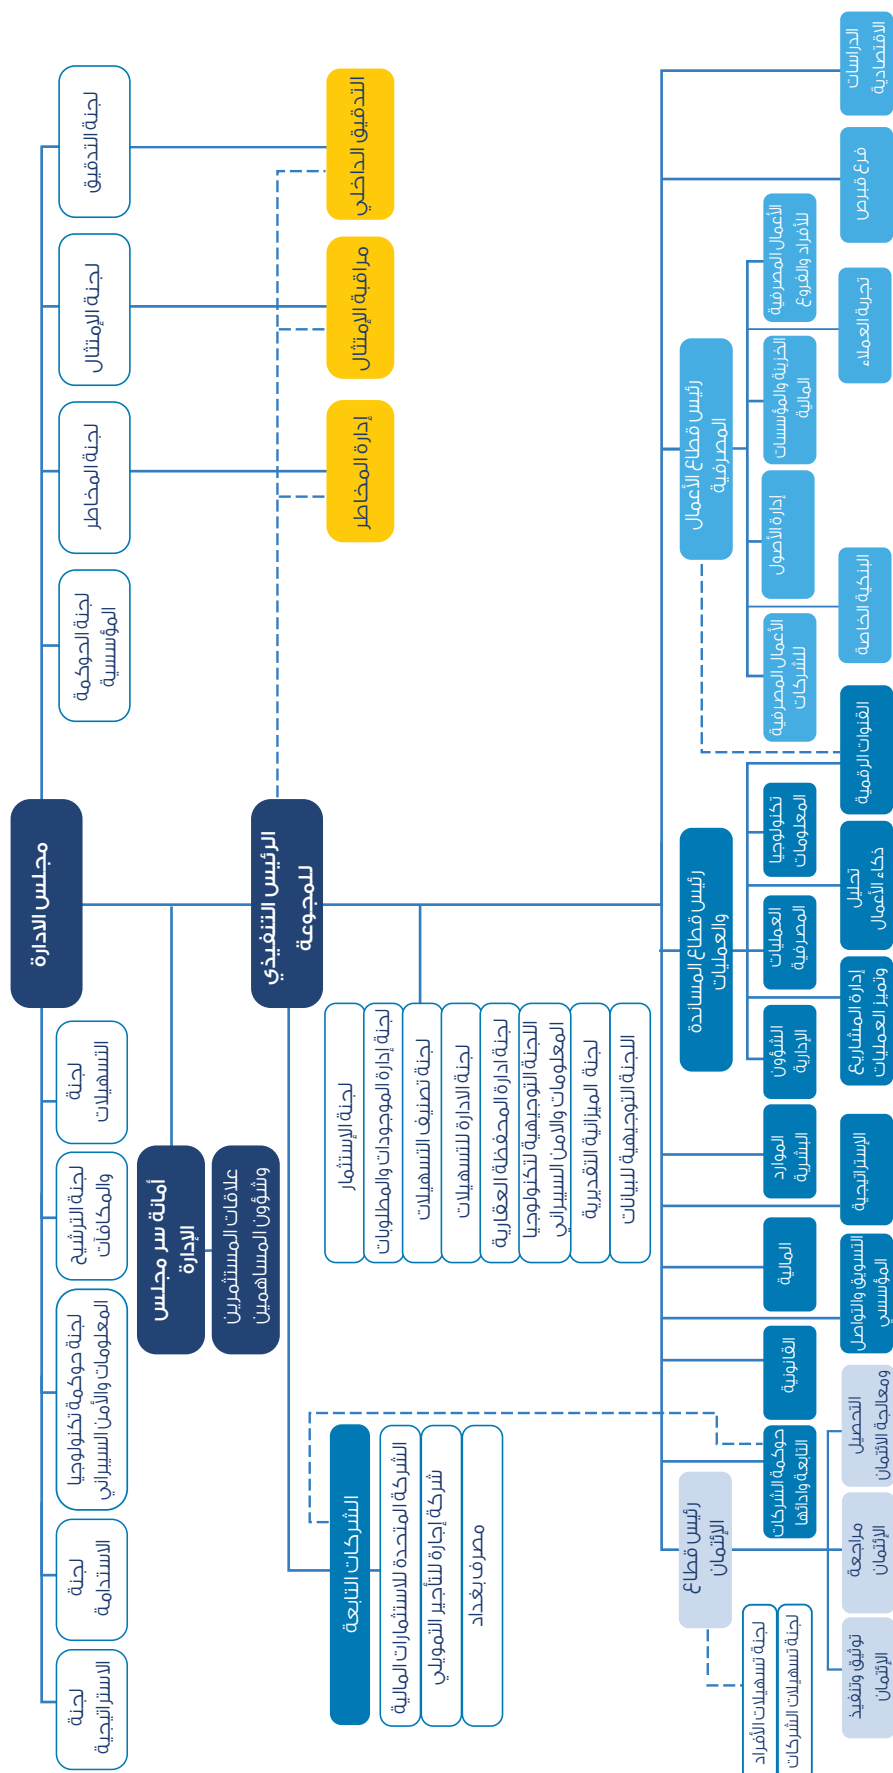 مجلس الادارة
لجنة التدقيق
لجنة الإمتثال
لجنة المخاطر
لجنة الحوكمة
المؤسسية
لجنة
التسهيلات
لجنة الترشيح
والمكافآت
لجنة حوكمة تكنولوجيا
المعلومات والأمن السيبراني
لجنة
الاستدامة
لجنة
الاستراتيجية
أمانة سر مجلس
الإدارة
علاقات المستثمرين
وشؤون المساهمين
الرئيس التنفيذي
للمجوعة
التدقيق الداخلي
مراقبة الإمتثال
إدارة المخاطر
لجنة الإستثمار
لجنة إدارة الموجودات والمطلوبات
لجنة تصنيف التسهيلات
لجنة الادارة للتسهيلات
لجنة ادارة المحفظة العقارية
اللجنة التوجيهية لتكنولوجيا
المعلومات والامن السيبراني
لجنة الميزانية التقديرية
اللجنة التوجيهية للبيانات
الشركات التابعة
الشركة المتحدة للاستثمارات المالية
شركة إجارة للتأجير التمويلي
مصرف بغداد
رئيس قطاع الأعمال
المصرفية
رئيس قطاع المساندة
والعمليات
رئيس قطاع
الإئتمان
الأعمال المصرفية
للأفراد والفروع
الخزينة والمؤسسات
المالية
إدارة الأصول
الأعمال المصرفية
للشركات
تكنولوجيا
المعلومات
العمليات
المصرفية
الشؤون
الإدارية
الموارد
البشرية
المالية
القانونية
حوكمة الشركات
التابعة وادائها
لجنة تسهيلات الأفراد
لجنة تسهيلات الشركات
الدراسات
الاقتصادية
فرع قبرص
تجربة العملاء
البنكية الخاصة
القنوات الرقمية
تحليل
ذكاء الأعمال
إدارة المشاريع
وتميز العمليات
الإستراتيجية
التسويق والتواصل
المؤسسي
التحصيل
ومعالجة الائتمان
مراجعة
الإئتمان
توثيق وتنفيذ
الإئتمان